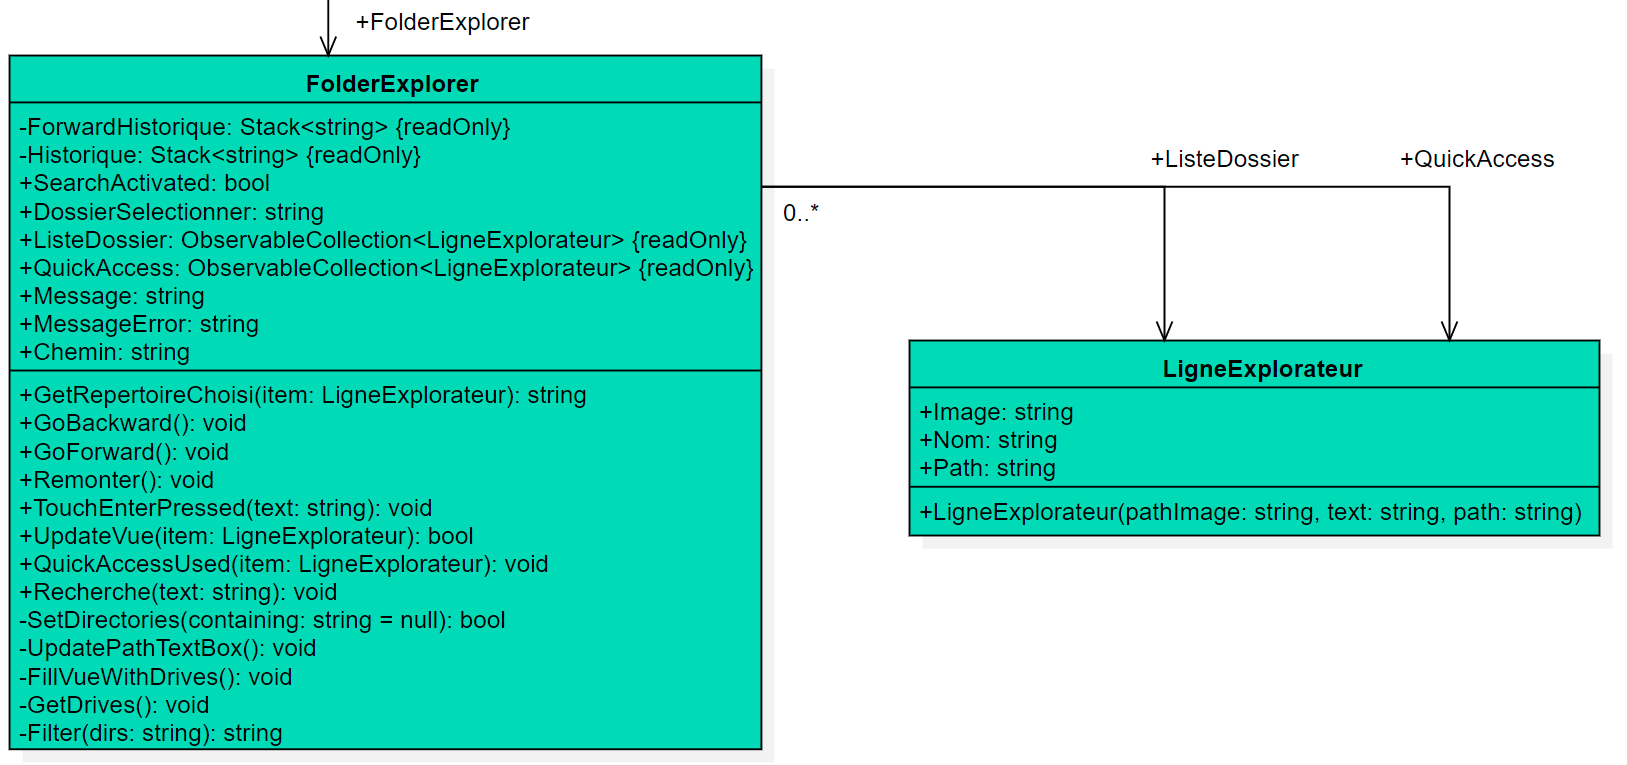 +FolderExplorer
FolderExplorer
-ForwardHistorique: Stack<string> {readOnly}
-Historique: Stack<string> {readOnly}
+SearchActivated: bool
+DossierSelectionner: string
+ListeDossier: ObservableCollection<LigneExplorateur> {readOnly}
+QuickAccess: ObservableCollection<LigneExplorateur> {readOnly}
+Message: string
+MessageError: string
+Chemin: string
+GetRepertoireChoisi(item: LigneExplorateur): string
+GoBackward(): void
+GoForward(): void
+Remonter(): void
+TouchEnterPressed(text: string): void
+UpdateVue(item: LigneExplorateur): bool
+QuickAccessUsed(item: LigneExplorateur): void
+Recherche(text: string): void
-SetDirectories(containing: string = null): bool
-UpdatePathTextBox(): void
-FillVueWithDrives(): void
-GetDrives(): void
-Filter(dirs: string): string
0..*
+ListeDossier
+QuickAccess
LigneExplorateur
+Image: string
+Nom: string
+Path: string
+LigneExplorateur(pathImage: string, text: string, path: string)